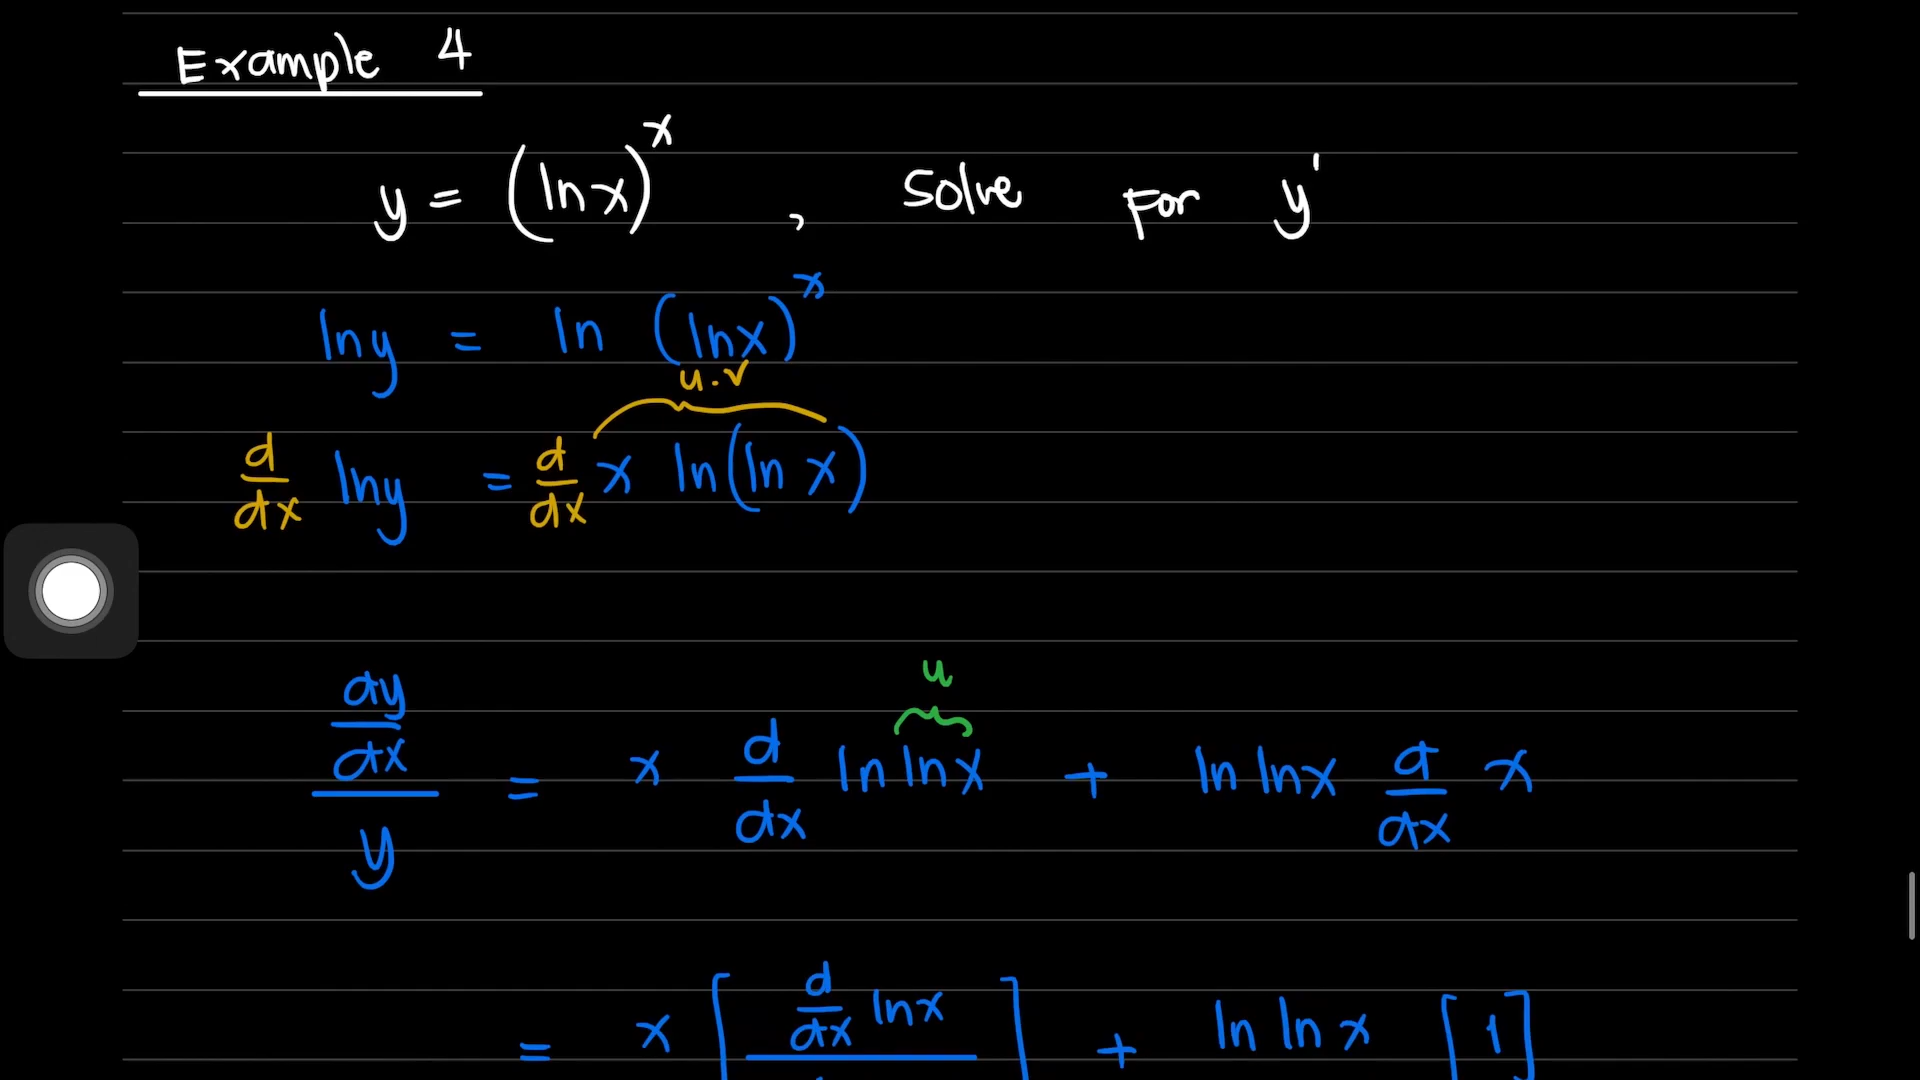 Example 4
y = (ln x)^x , Solve For y'
ln y = ln (ln x)^x
u . v
d/dx ln y = d/dx x ln(ln x)
u
dy/dx / y = x d/dx ln ln x + ln ln x d/dx x
= x [ d/dx ln x ] + ln ln x [1]